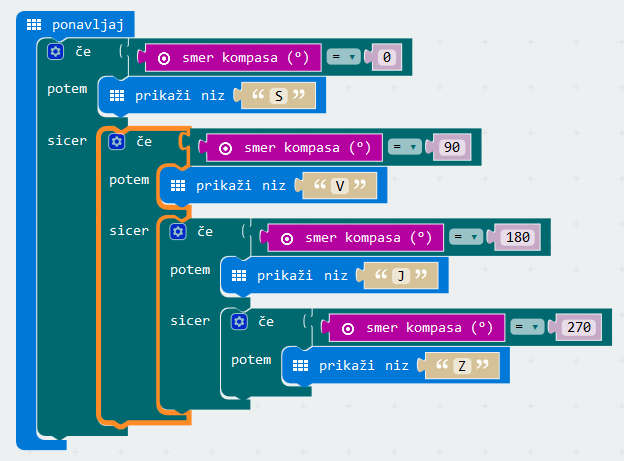 ponavljaj
če smer kompasa (º) = 0
potem prikaži niz “ S ”
sicer če smer kompasa (º) = 90
potem prikaži niz “ V ”
sicer če smer kompasa (º) = 180
potem prikaži niz “ J ”
sicer če smer kompasa (º) = 270
potem prikaži niz “ Z ”